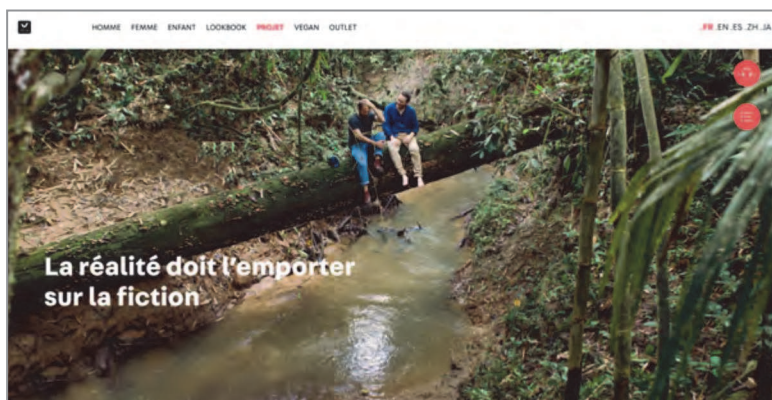 HOMME FEMME ENFANT LOOKBOOK PROJET VEGAN OUTLET
.FR .EN .ES .ZH .JA
La réalité doit l'emporter
sur la fiction